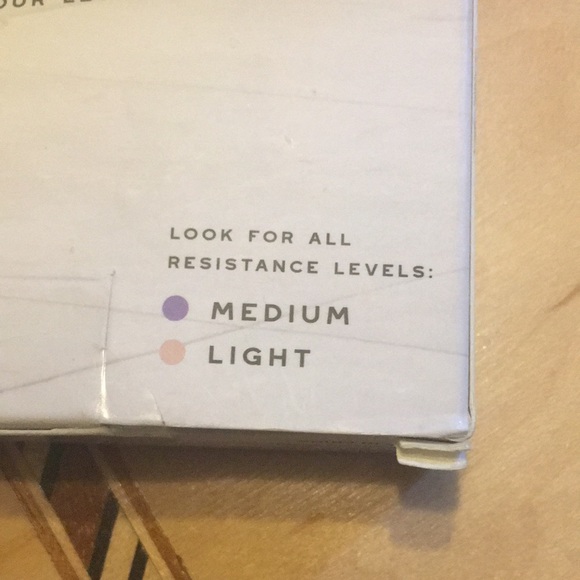 LOOK FOR ALL
RESISTANCE LEVELS:
MEDIUM
LIGHT